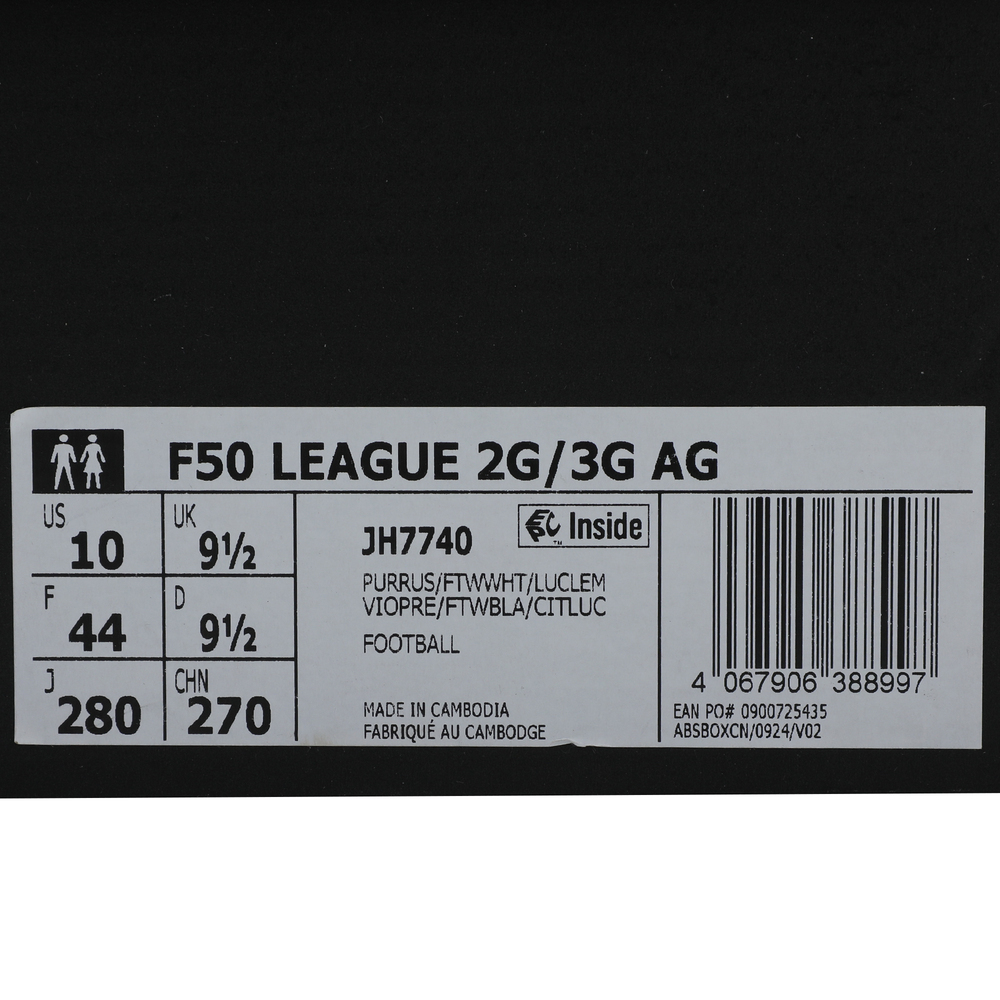 F50 LEAGUE 2G/3G AG
US 10 UK 9½
F 44 D 9½
J 280 CHN 270
JH7740
EPC™ Inside
PURRUS/FTWWHT/LUCLEM
VIOPRE/FTWBLA/CITLUC
FOOTBALL
MADE IN CAMBODIA
FABRIQUÉ AU CAMBODGE
4 067906 388997
EAN PO# 0900725435
ABSBOXCN/0924/V02